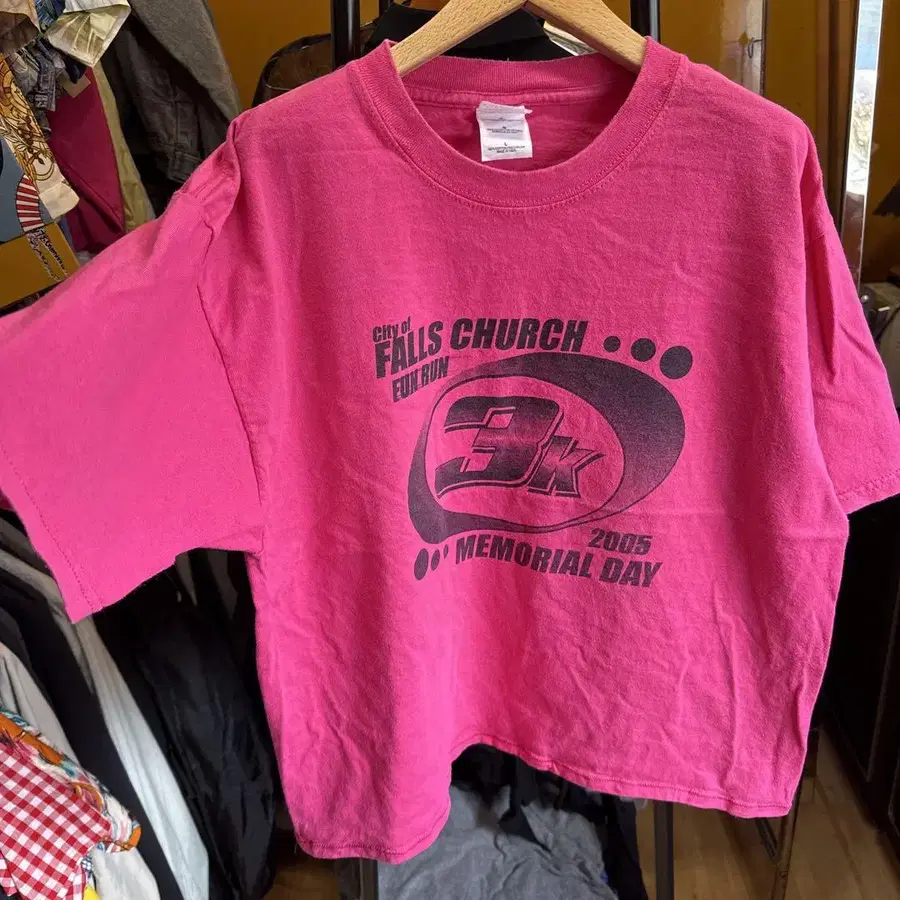 City of
FALLS CHURCH
FUN RUN
3K
2005
MEMORIAL DAY
L